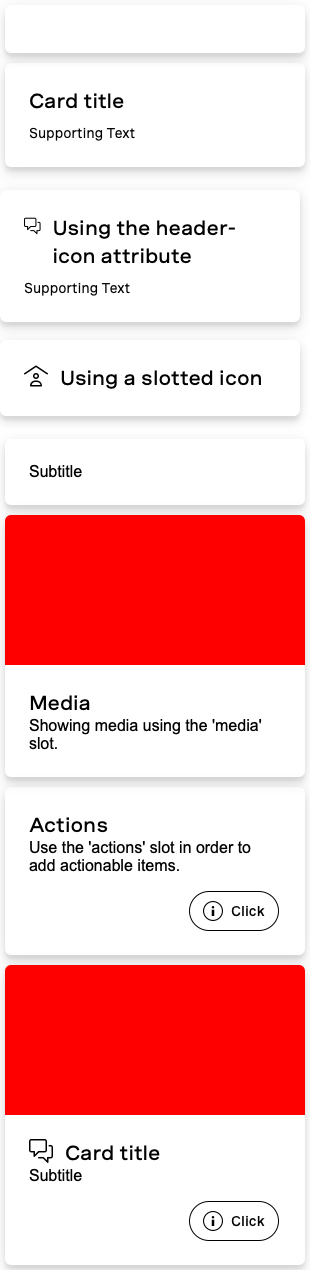 Card title
Supporting Text
Using the header-
icon attribute
Supporting Text
Using a slotted icon
Subtitle
Media
Showing media using the 'media'
slot.
Actions
Use the 'actions' slot in order to
add actionable items.
Click
Card title
Subtitle
Click